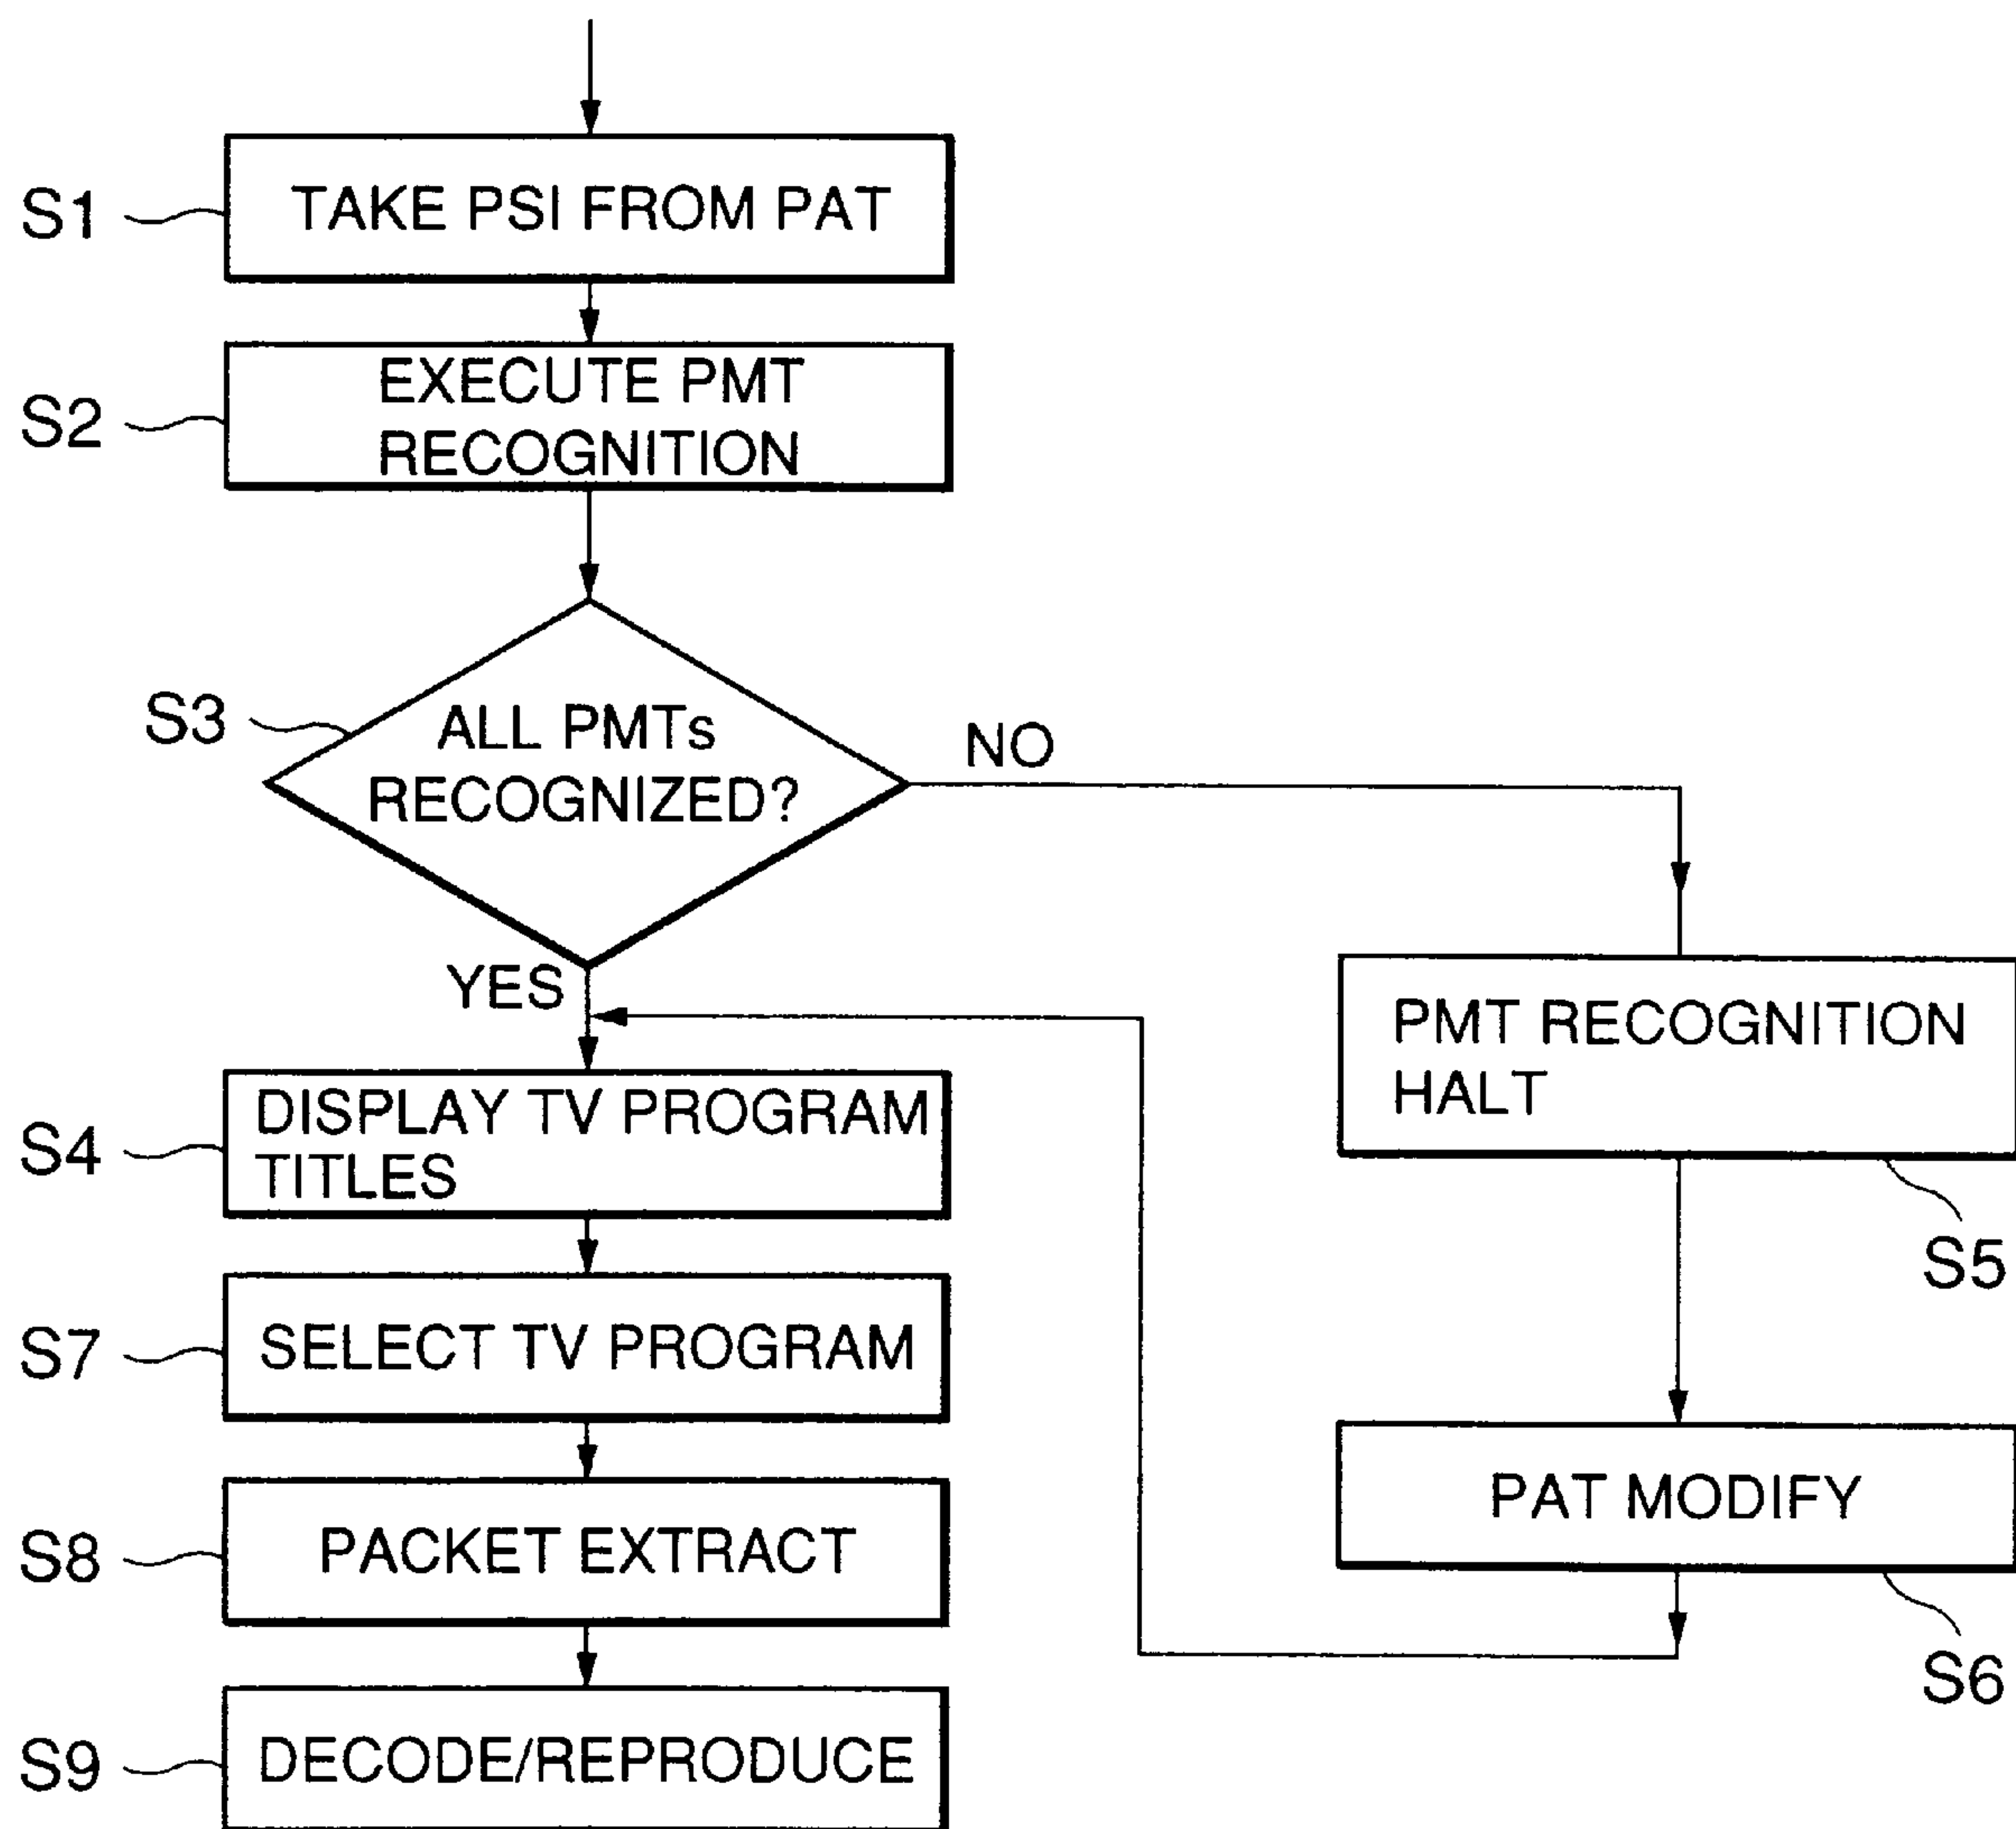 S1
TAKE PSI FROM PAT
S2
EXECUTE PMT
RECOGNITION
S3
ALL PMTs
RECOGNIZED?
NO
YES
PMT RECOGNITION
HALT
S5
S4
DISPLAY TV PROGRAM
TITLES
S7
SELECT TV PROGRAM
PAT MODIFY
S6
S8
PACKET EXTRACT
S9
DECODE/REPRODUCE